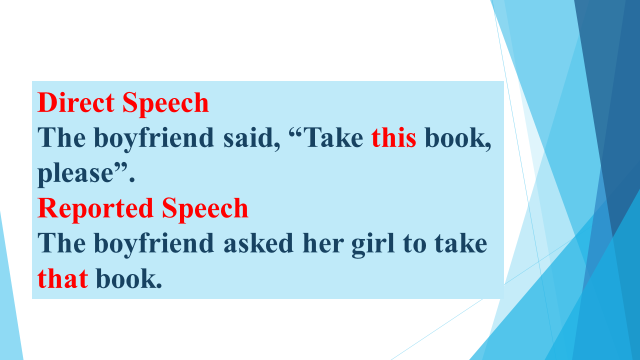 Direct Speech
The boyfriend said, “Take this book,
please”.
Reported Speech
The boyfriend asked her girl to take
that book.